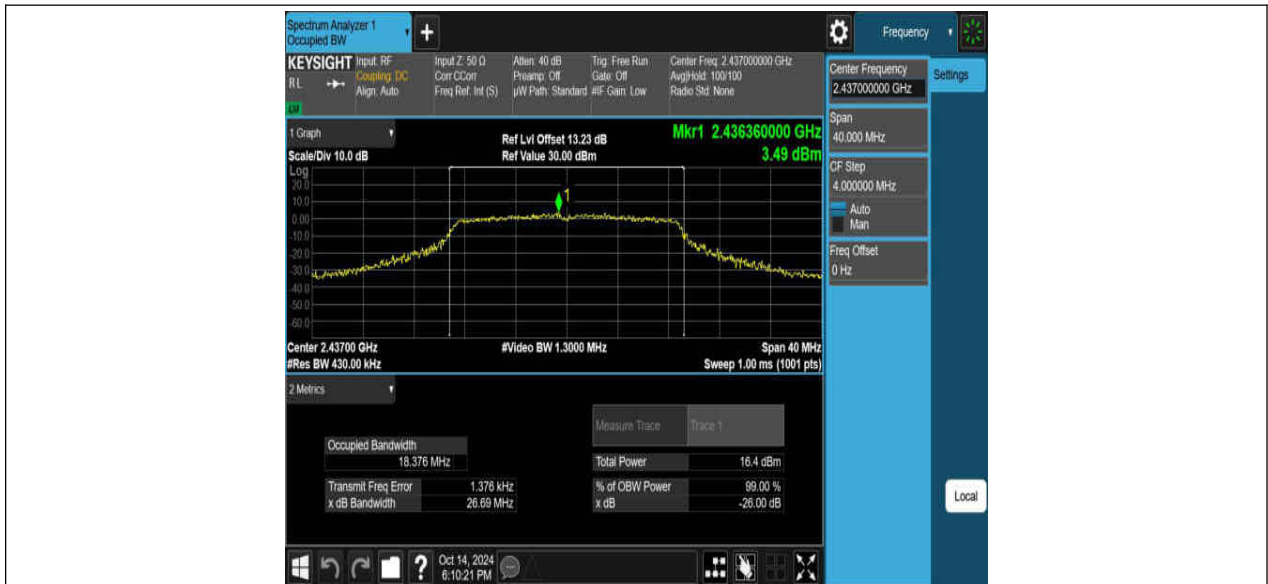 Spectrum Analyzer 1
Occupied BW
+
Frequency
KEYSIGHT Input: RF Input Z: 50 Ω Atten: 40 dB Trig: Free Run Center Freq: 2.437000000 GHz
RL Coupling: DC Corr CCorr Preamp: Off Gate: Off Avg|Hold: 100/100
Align: Auto Freq Ref: Int (S) µW Path: Standard #IF Gain: Low Radio Std: None
Center Frequency
2.437000000 GHz
Settings
Span
40.000 MHz
CF Step
4.000000 MHz
Auto
Man
Freq Offset
0 Hz
Local
1 Graph
Scale/Div 10.0 dB
Ref Lvl Offset 13.23 dB
Ref Value 30.00 dBm
Mkr1 2.436360000 GHz
3.49 dBm
Log
20.0
10.0
0.00
-10.0
-20.0
-30.0
-40.0
-50.0
-60.0
1
Center 2.43700 GHz #Video BW 1.3000 MHz Span 40 MHz
#Res BW 430.00 kHz Sweep 1.00 ms (1001 pts)
2 Metrics
Measure Trace Trace 1
Occupied Bandwidth
18.376 MHz
Total Power 16.4 dBm
Transmit Freq Error 1.376 kHz % of OBW Power 99.00 %
x dB Bandwidth 26.69 MHz x dB -26.00 dB
?
Oct 14, 2024
6:10:21 PM